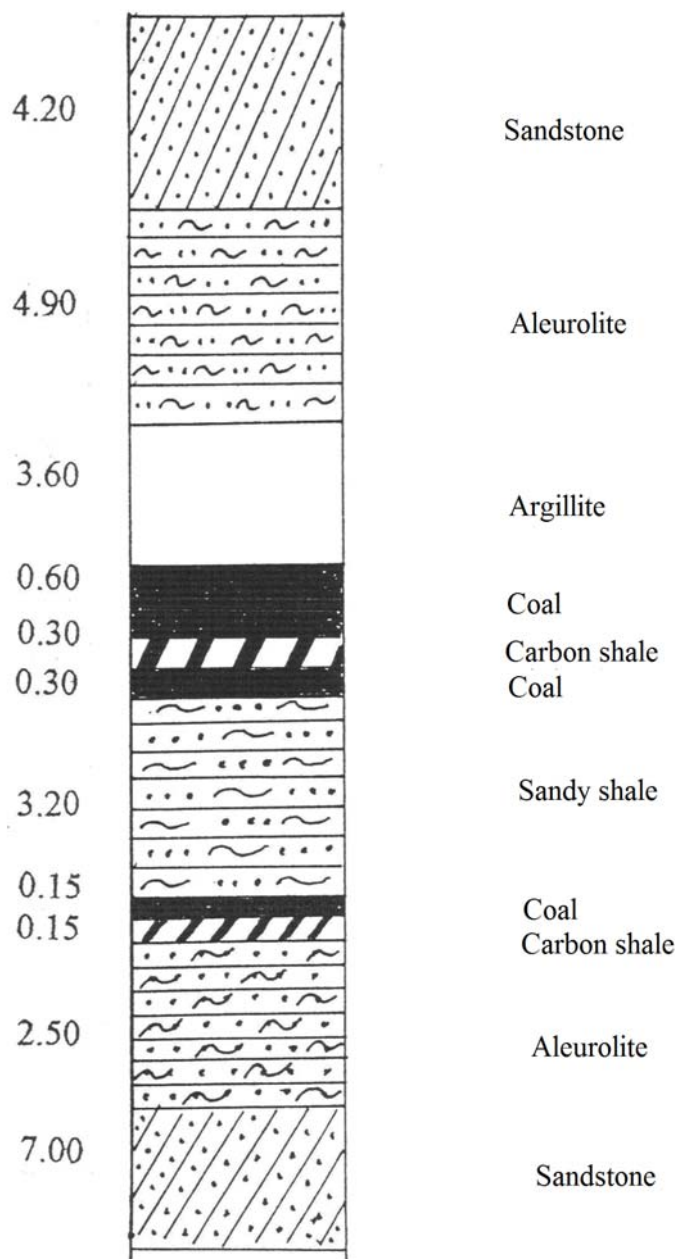 4.20 Sandstone
4.90 Aleurolite
3.60 Argillite
0.60 Coal
0.30 Carbon shale
0.30 Coal
3.20 Sandy shale
0.15 Coal
0.15 Carbon shale
2.50 Aleurolite
7.00 Sandstone